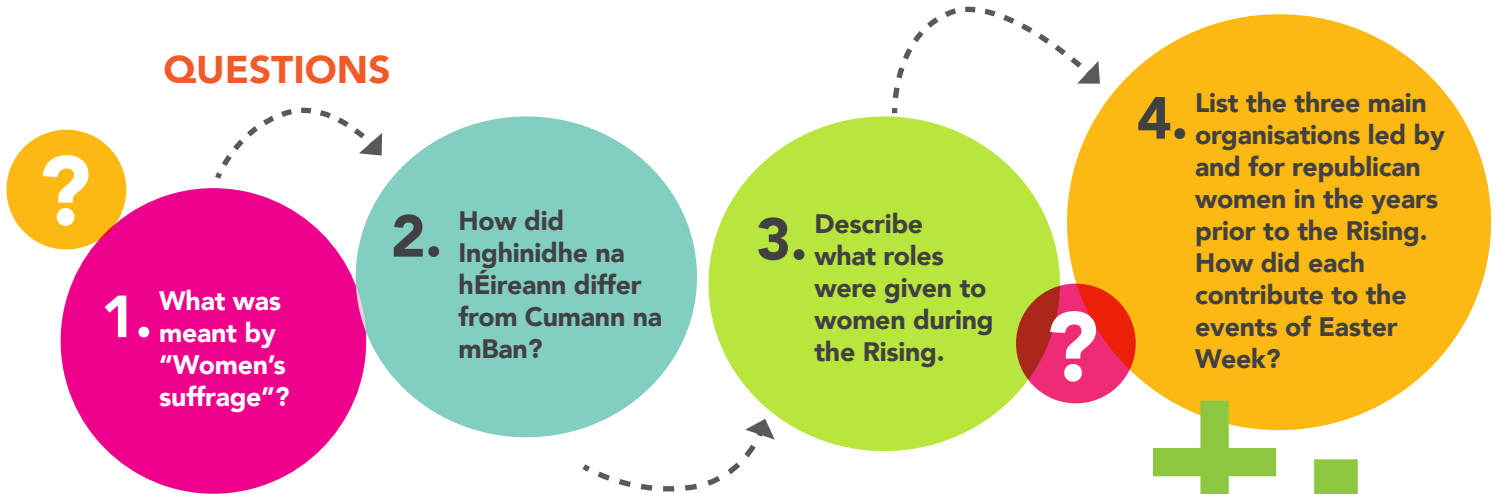 QUESTIONS
?
1. What was
meant by
“Women’s
suffrage”?
2. How did
Inghinidhe na
hÉireann differ
from Cumann na
mBan?
3. Describe
what roles
were given to
women during
the Rising.
?
4. List the three main
organisations led by
and for republican
women in the years
prior to the Rising.
How did each
contribute to the
events of Easter
Week?